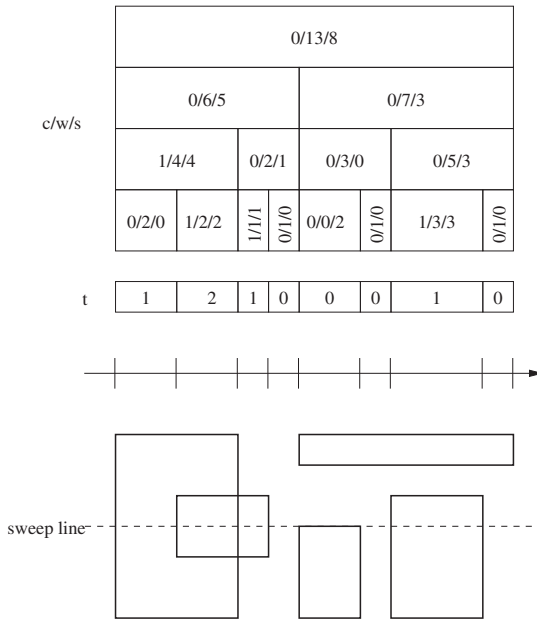 0/13/8
0/6/5 0/7/3
c/w/s
1/4/4 0/2/1 0/3/0 0/5/3
0/2/0 1/2/2 1/1/1 0/1/0 0/0/2 0/1/0 1/3/3 0/1/0
t 1 2 1 0 0 0 1 0
sweep line